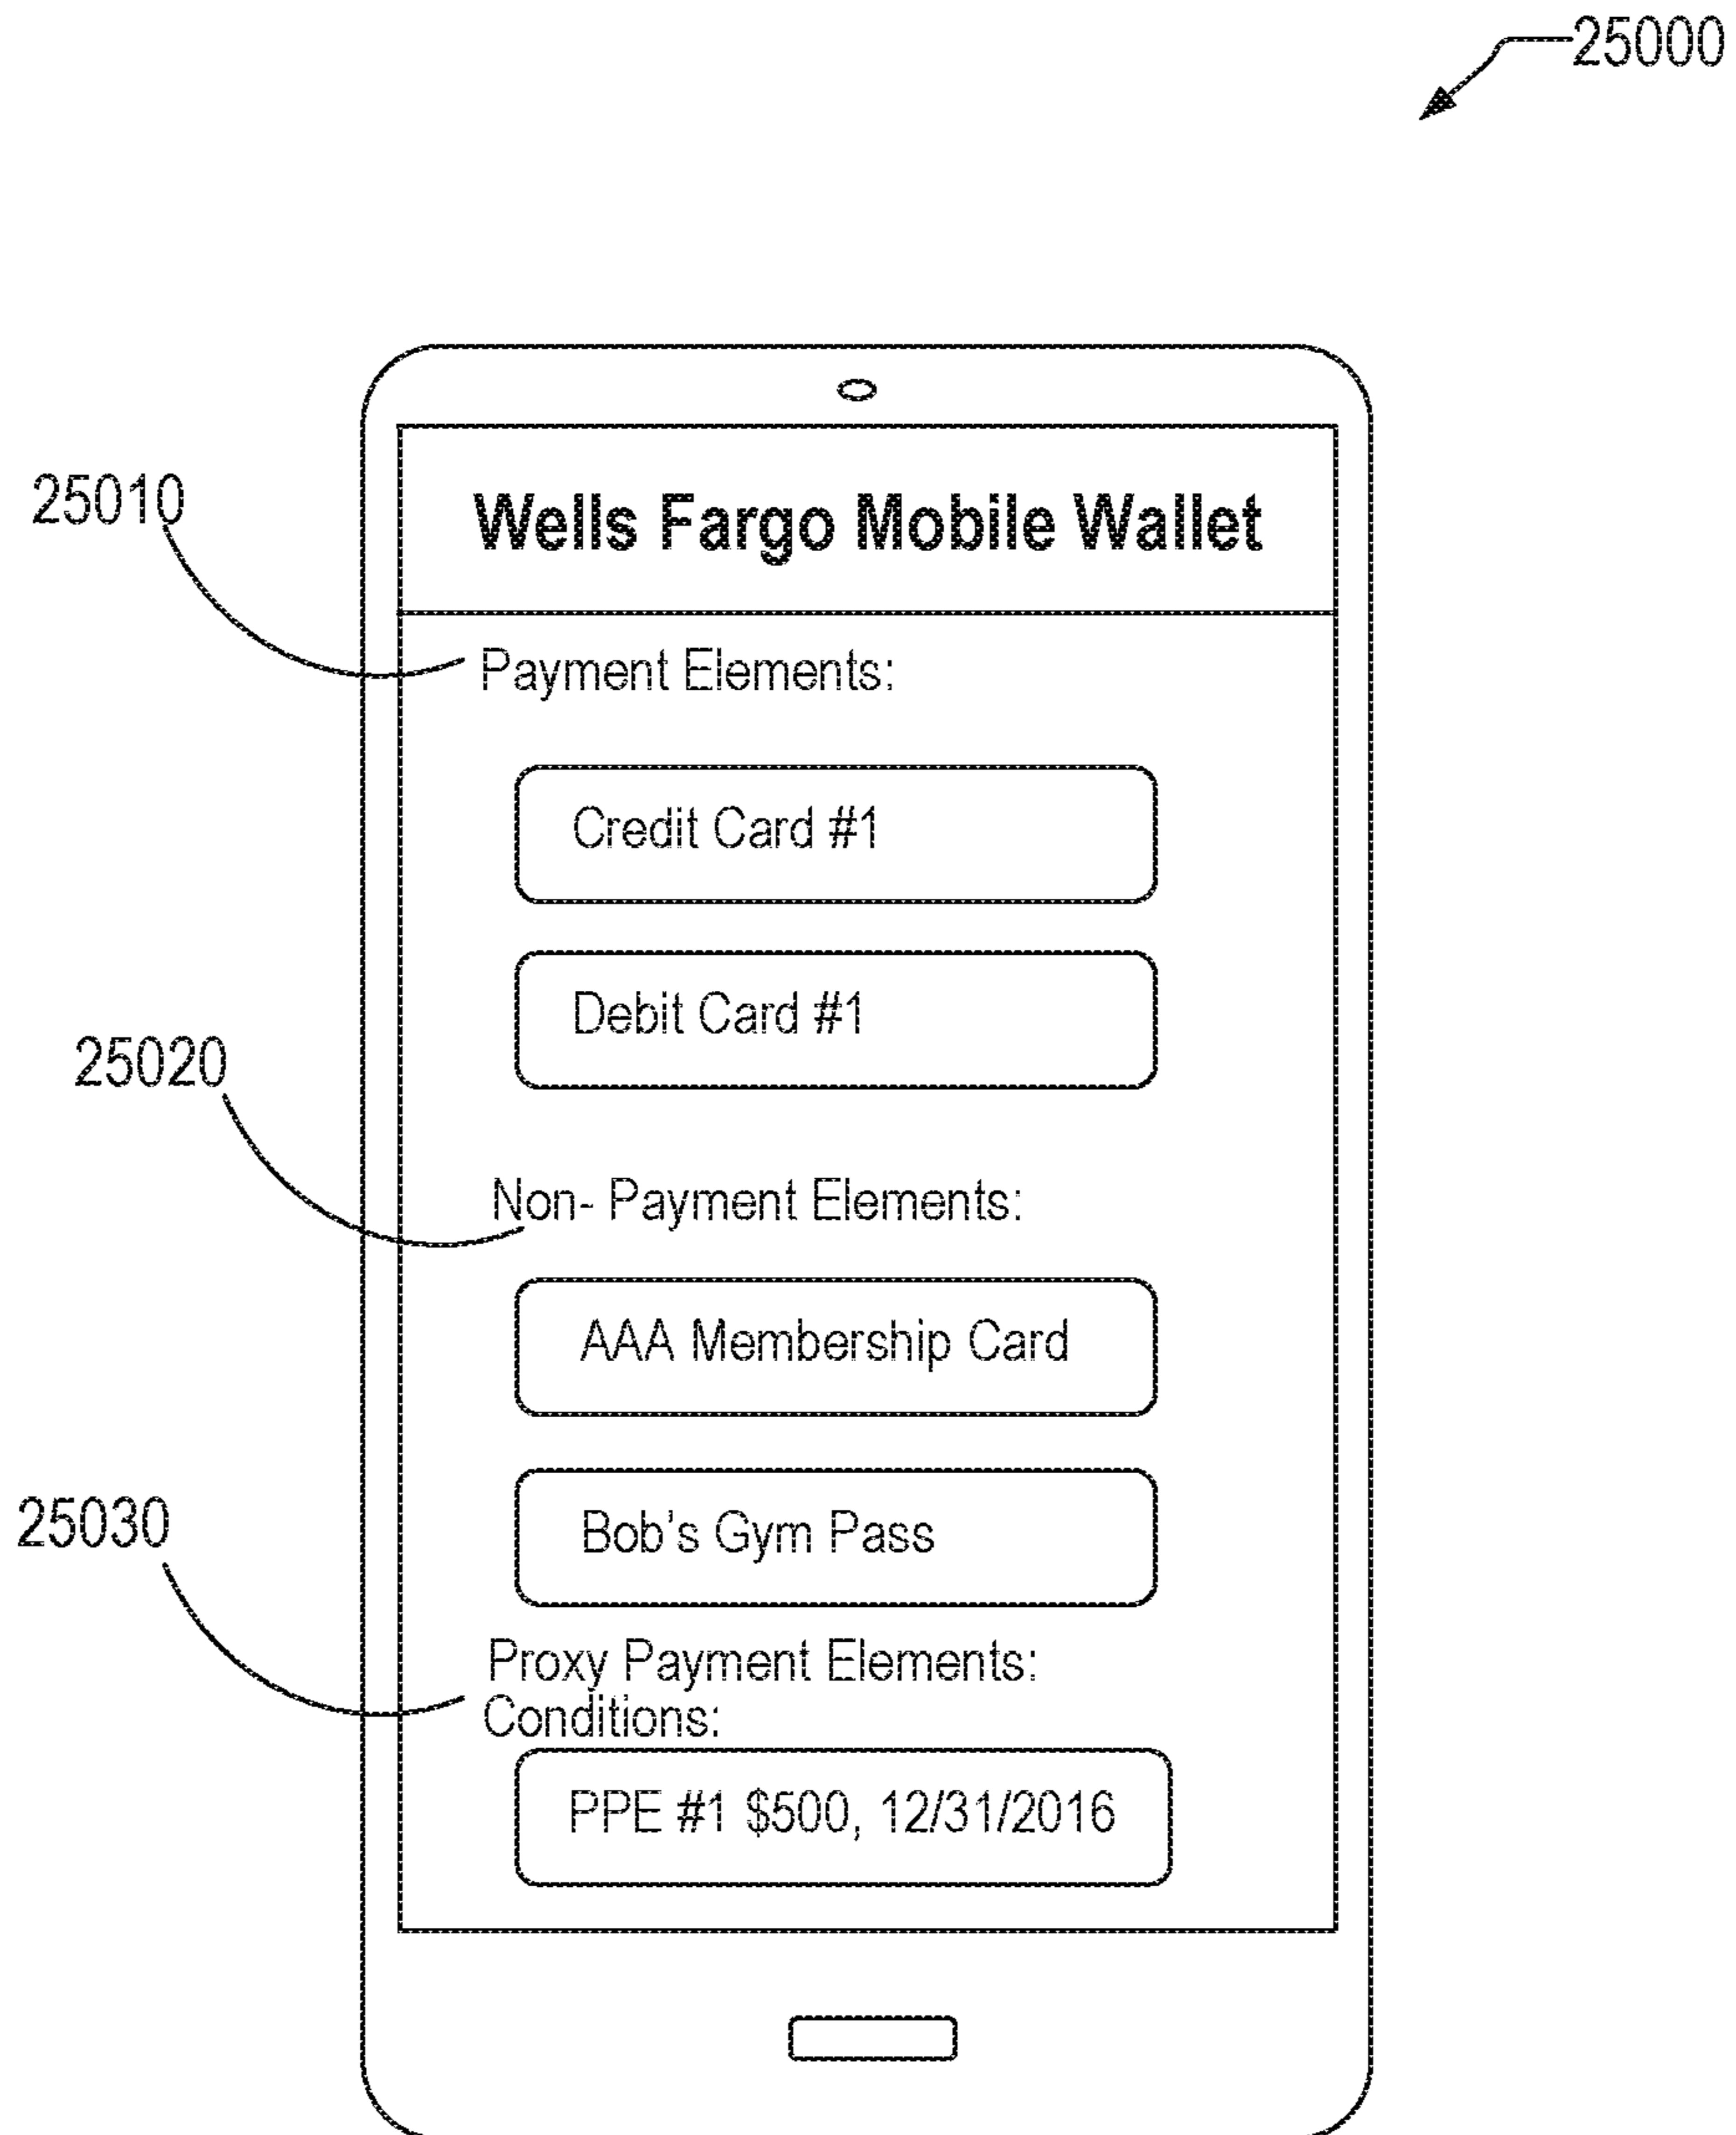 25000
25010
Wells Fargo Mobile Wallet
Payment Elements:
Credit Card #1
Debit Card #1
25020
Non- Payment Elements:
AAA Membership Card
25030
Bob's Gym Pass
Proxy Payment Elements:
Conditions:
PPE #1 $500, 12/31/2016